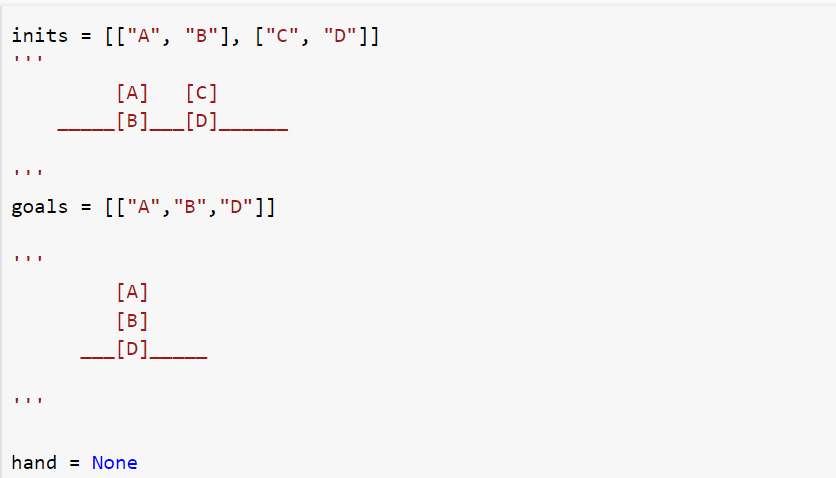 inits = [["A", "B"], ["C", "D"]]
'''
         [A]   [C]
    _____[B]___[D]______

'''
goals = [["A","B","D"]]

'''
         [A]
         [B]
      ___[D]_____

'''

hand = None